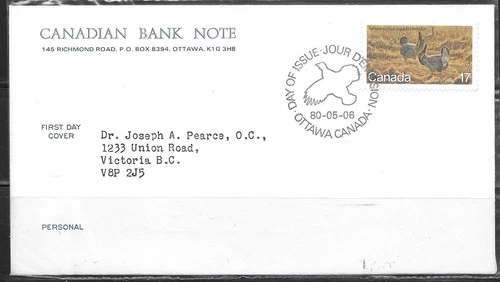 CANADIAN BANK NOTE
145 RICHMOND ROAD, P.O. BOX 8394, OTTAWA, K1G 3H8
DAY OF ISSUE · JOUR D'ÉMISSION
OTTAWA CANADA
80-05-06
Canada 17
FIRST DAY
COVER
Dr. Joseph A. Pearce, O.C.,
1233 Union Road,
Victoria B.C.
V8P 2J5
PERSONAL